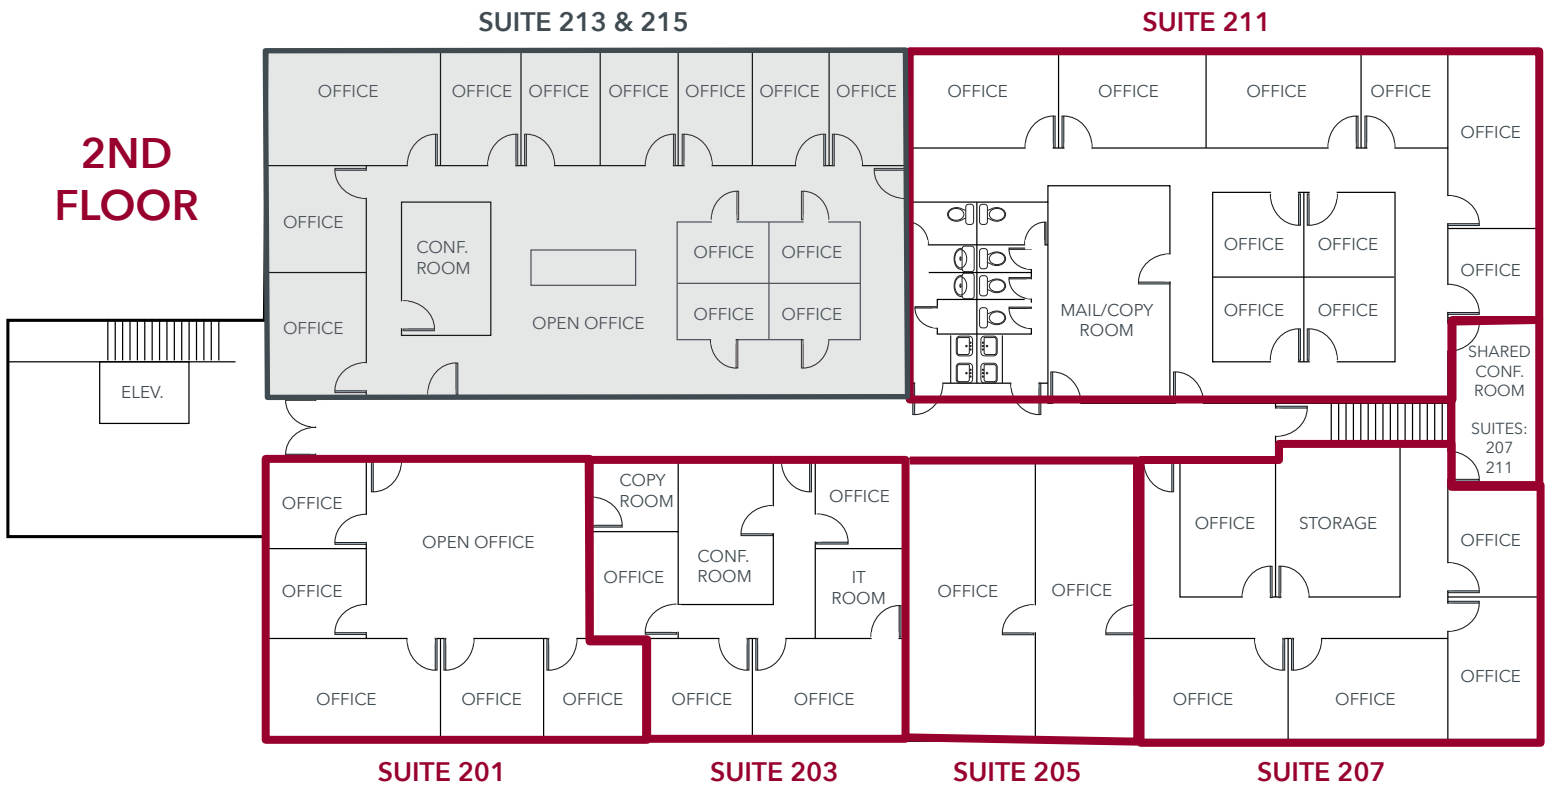 SUITE 213 & 215
SUITE 211
2ND
FLOOR
OFFICE
OFFICE
OFFICE
OFFICE
OFFICE
OFFICE
OFFICE
OFFICE
OFFICE
CONF.
ROOM
OPEN OFFICE
OFFICE
OFFICE
OFFICE
OFFICE
OFFICE
OFFICE
OFFICE
OFFICE
OFFICE
OFFICE
MAIL/COPY
ROOM
OFFICE
OFFICE
OFFICE
OFFICE
SHARED
CONF.
ROOM
SUITES:
207
211
ELEV.
OFFICE
OFFICE
OPEN OFFICE
OFFICE
OFFICE
OFFICE
COPY
ROOM
OFFICE
CONF.
ROOM
OFFICE
IT
ROOM
OFFICE
OFFICE
OFFICE
OFFICE
OFFICE
STORAGE
OFFICE
OFFICE
OFFICE
OFFICE
SUITE 201
SUITE 203
SUITE 205
SUITE 207